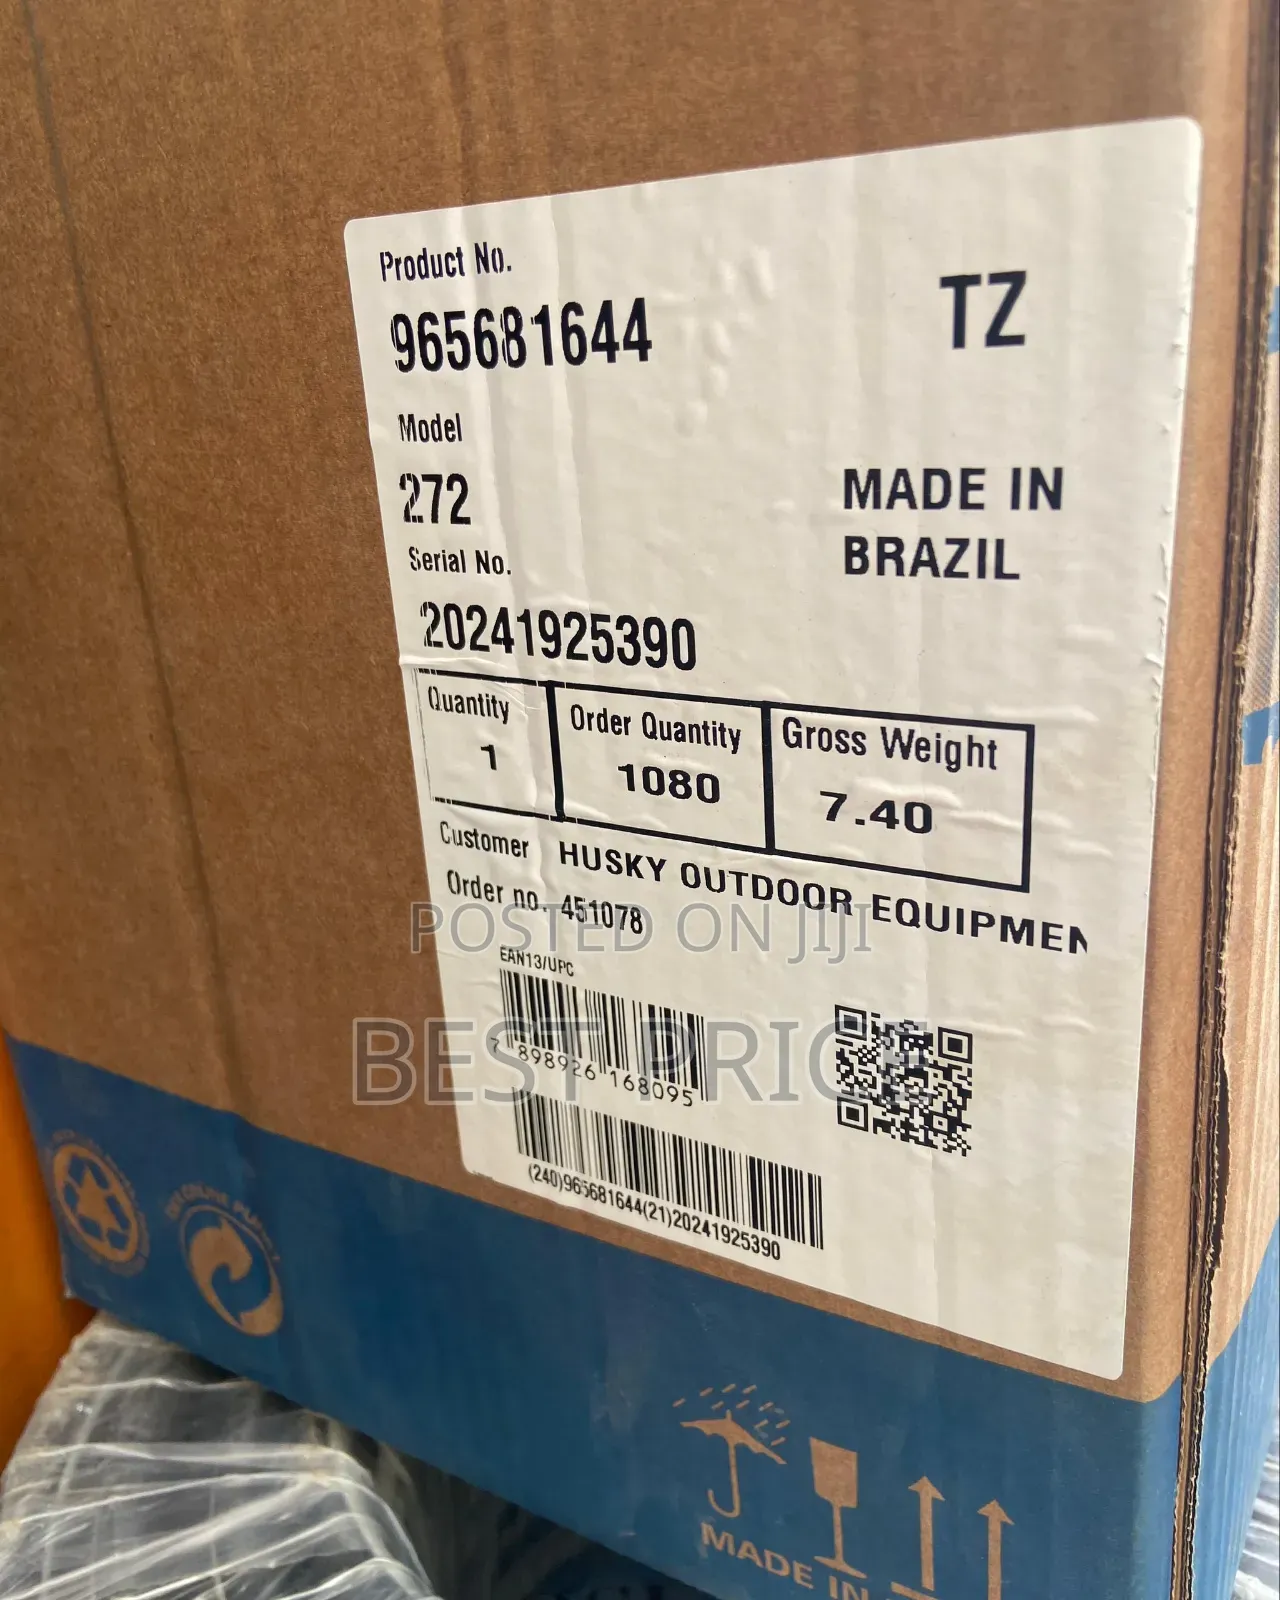 Product No.
965681644
TZ
Model
272
MADE IN
BRAZIL
Serial No.
20241925390
Quantity
1
Order Quantity
1080
Gross Weight
7.40
Customer HUSKY OUTDOOR EQUIPMEN
Order no. 451078
POSTED ON JIJI
EAN13/UPC
BEST PRICE
7 898926 168095
(240)965681644(21)20241925390
MADE IN